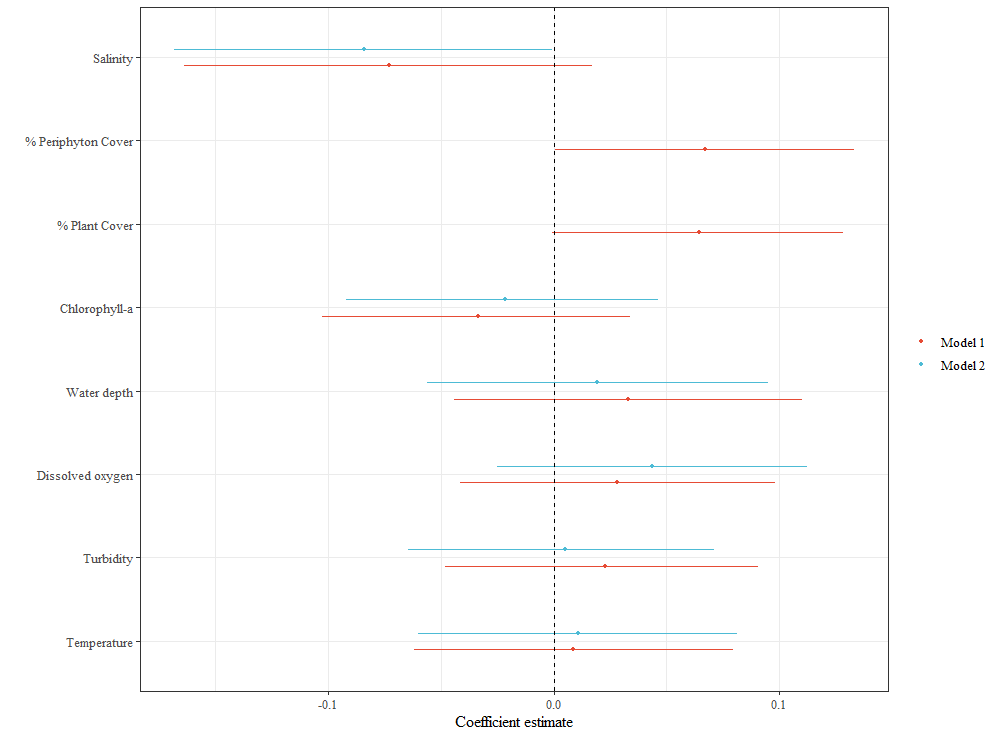 Salinity
% Periphyton Cover
% Plant Cover
Chlorophyll-a
Water depth
Dissolved oxygen
Turbidity
Temperature
-0.1
0.0
0.1
Coefficient estimate
Model 1
Model 2